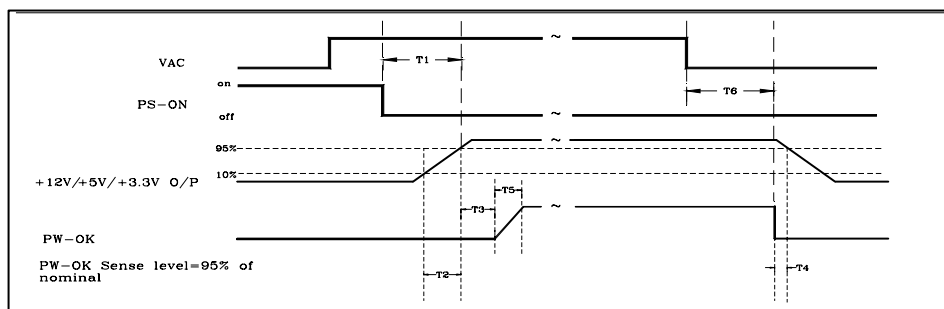 VAC
T1
~
on
T6
PS-ON
off
~
95%
~
10%
+12V/+5V/+3.3V O/P
T5
T3
~
PW-OK
PW-OK Sense level=95% of
nominal
T2
T4